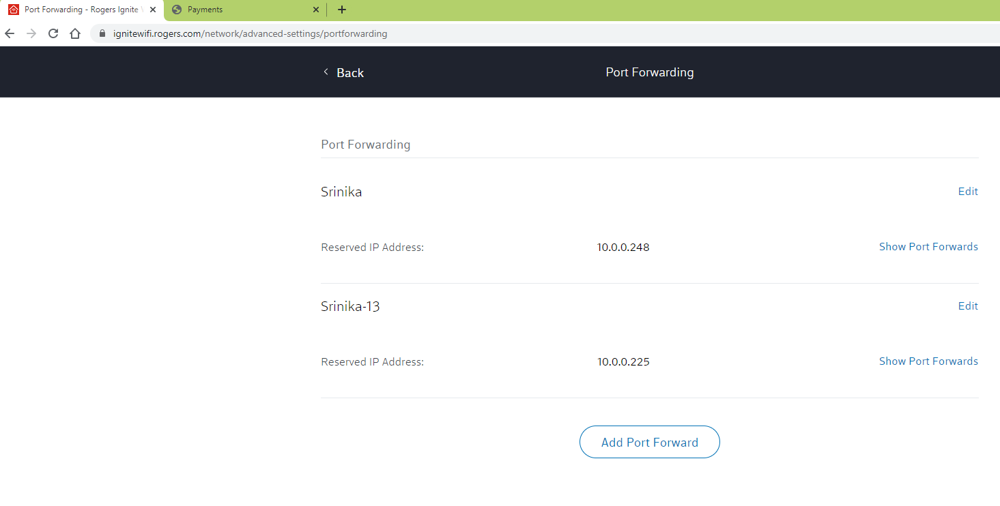 Port Forwarding - Rogers Ignite
Payments
ignitewifi.rogers.com/network/advanced-settings/portforwarding
Back
Port Forwarding
Port Forwarding
Srinika
Edit
Reserved IP Address:
10.0.0.248
Show Port Forwards
Srinika-13
Edit
Reserved IP Address:
10.0.0.225
Show Port Forwards
Add Port Forward